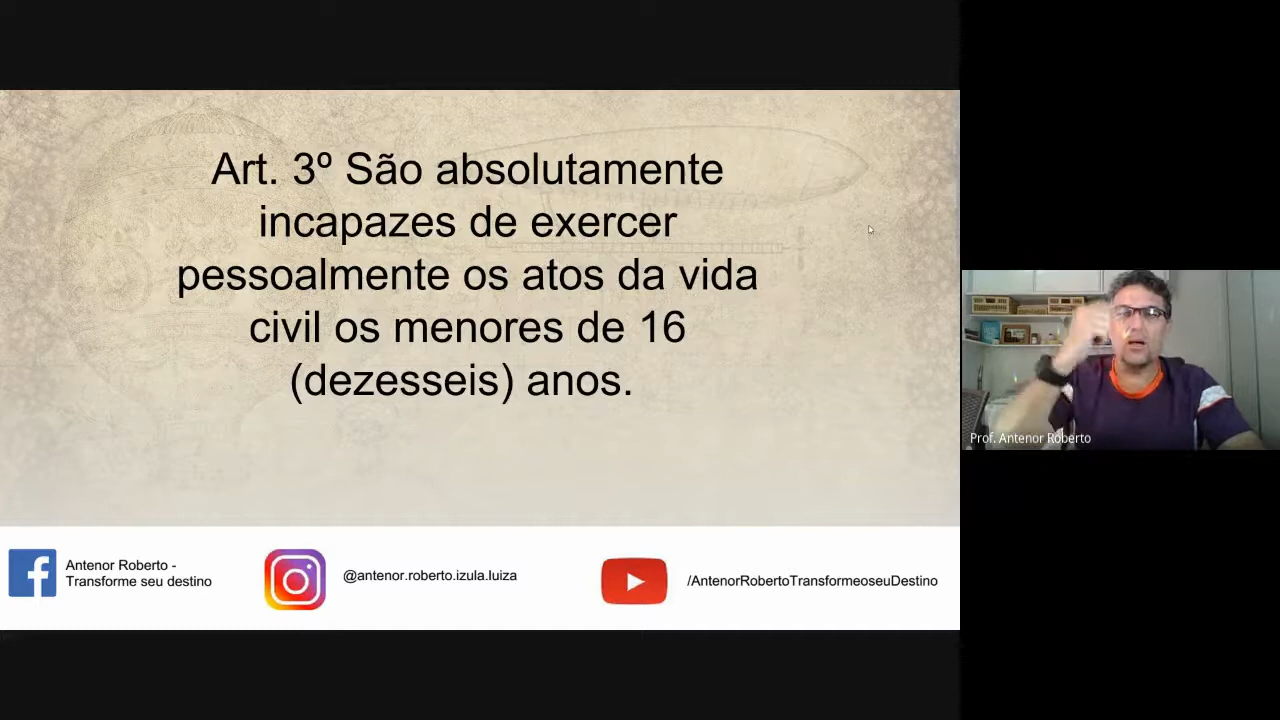 Art. 3º São absolutamente
incapazes de exercer
pessoalmente os atos da vida
civil os menores de 16
(dezesseis) anos.
Prof. Antenor Roberto
Antenor Roberto -
Transforme seu destino
@antenor.roberto.izula.luiza
/AntenorRobertoTransformeoseuDestino